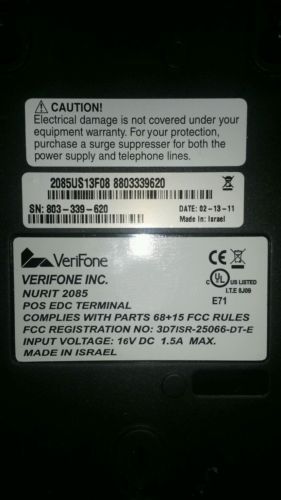 CAUTION!
Electrical damage is not covered under your
equipment warranty. For your protection,
purchase a surge suppresser for both the
power supply and telephone lines.
2085US13F08 8803339620
SN: 803-339-620
DATE: 02-13-11
Made in: Israel
VeriFone
CE
VERIFONE INC.
NURIT 2085
POS EDC TERMINAL
C UL US LISTED
I.T.E 8J09
E71
COMPLIES WITH PARTS 68+15 FCC RULES
FCC REGISTRATION NO: 3D7ISR-25066-DT-E
INPUT VOLTAGE: 16V DC 1.5A MAX.
MADE IN ISRAEL